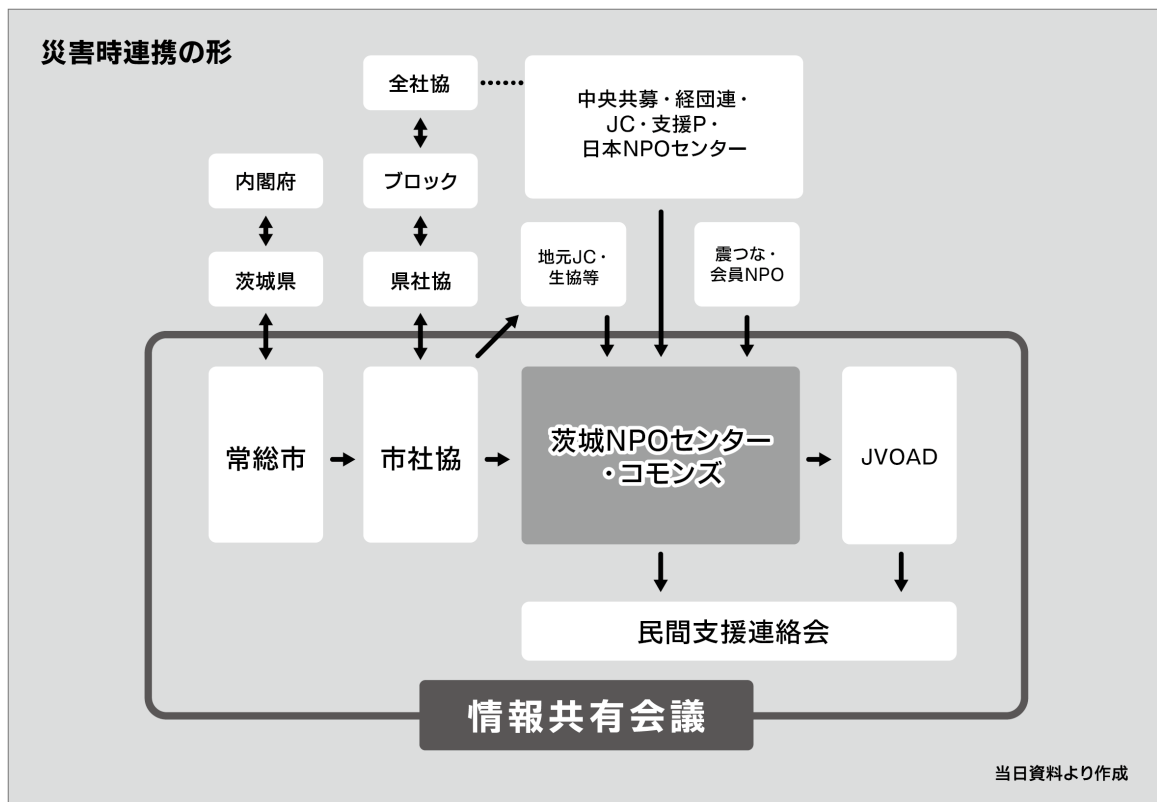 災害時連携の形
全社協
中央共募・経団連・
JC・支援P・
日本NPOセンター
内閣府
ブロック
茨城県
県社協
地元JC・
生協等
震つな・
会員NPO
常総市
市社協
茨城NPOセンター
・コモンズ
JVOAD
民間支援連絡会
情報共有会議
当日資料より作成